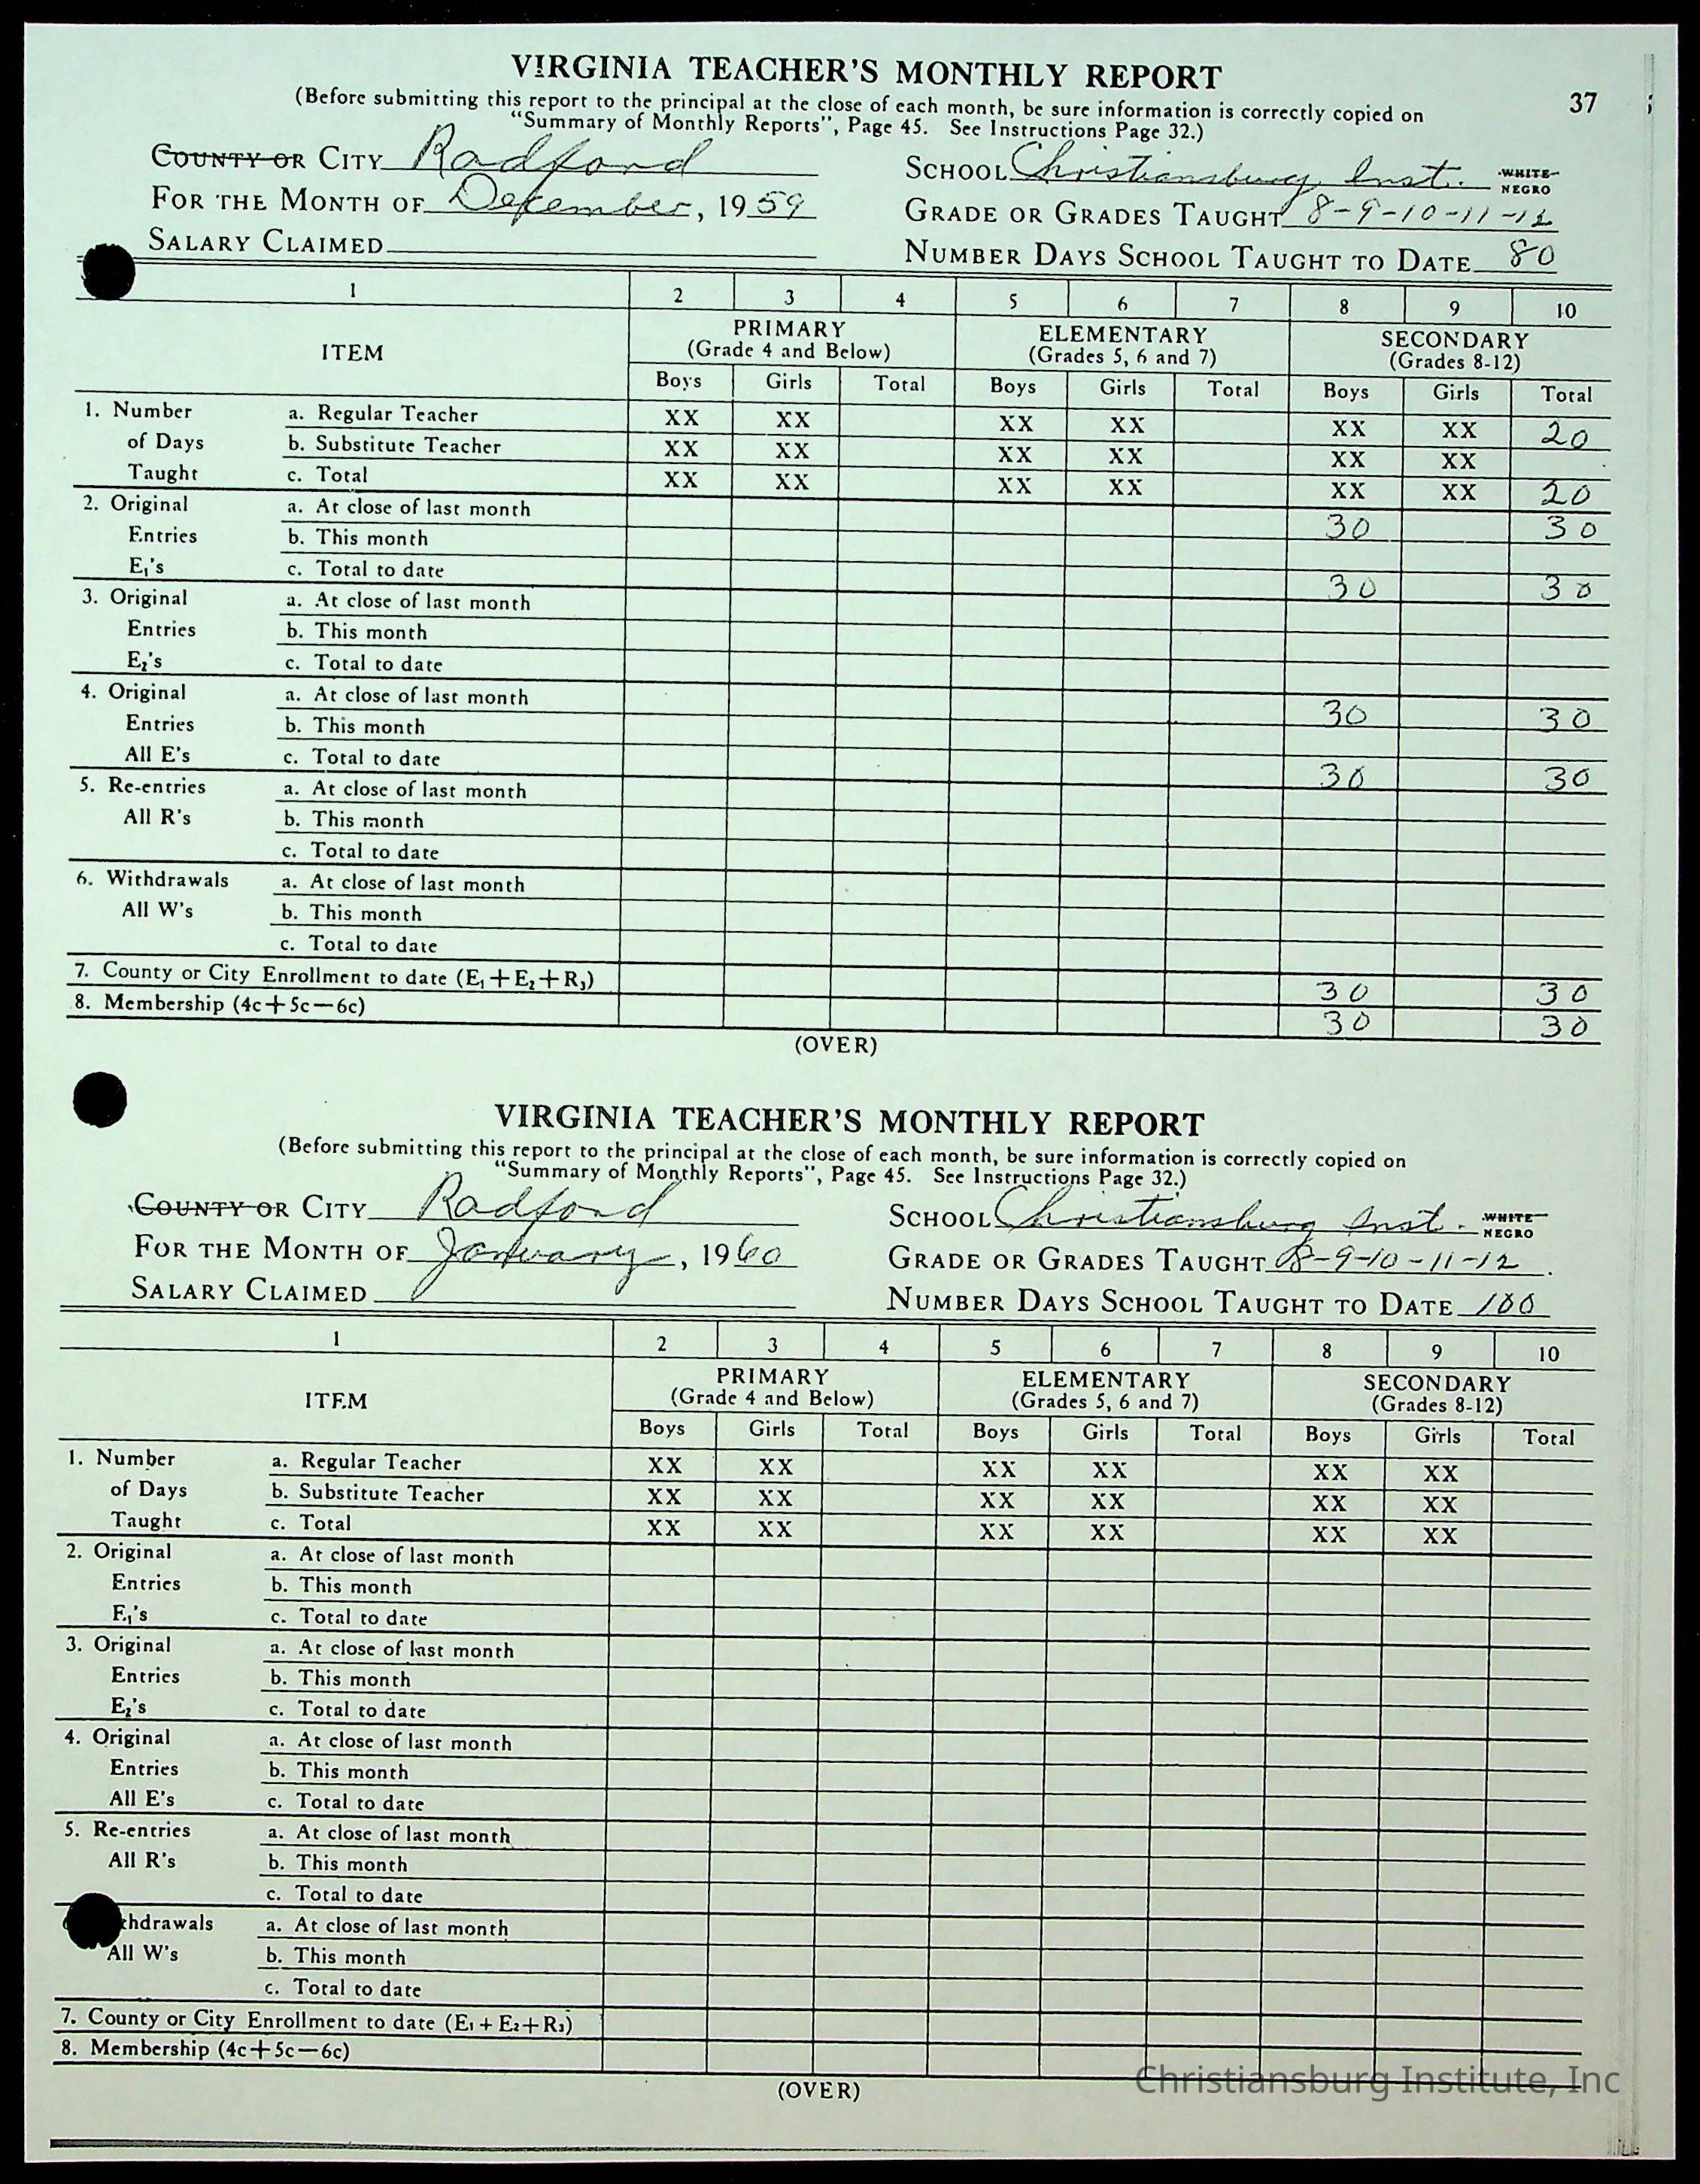 VIRGINIA TEACHER'S MONTHLY REPORT
(Before submitting this report to the principal at the close of each month, be sure information is correctly copied on
37
"Summary of Monthly Reports", Page 45. See Instructions Page 32.)
COUNTY OR CITY Radford SCHOOL Christiansburg Inst. WHITE NEGRO
FOR THE MONTH OF December, 1959 GRADE OR GRADES TAUGHT 8-9-10-11-12
SALARY CLAIMED NUMBER DAYS SCHOOL TAUGHT TO DATE 80
1 2 3 4 5 6 7 8 9 10
ITEM PRIMARY (Grade 4 and Below) ELEMENTARY (Grades 5, 6 and 7) SECONDARY (Grades 8-12)
Boys Girls Total Boys Girls Total Boys Girls Total
1. Number a. Regular Teacher XX XX XX XX XX XX 20
of Days b. Substitute Teacher XX XX XX XX XX XX
Taught c. Total XX XX XX XX XX XX 20
2. Original a. At close of last month 30 30
Entries b. This month
E₁'s c. Total to date 30 30
3. Original a. At close of last month
Entries b. This month
E₂'s c. Total to date
4. Original a. At close of last month 30 30
Entries b. This month
All E's c. Total to date 30 30
5. Re-entries a. At close of last month
All R's b. This month
c. Total to date
6. Withdrawals a. At close of last month
All W's b. This month
c. Total to date
7. County or City Enrollment to date (E₁+E₂+R₃) 30 30
8. Membership (4c+5c—6c) 30 30
(OVER)
VIRGINIA TEACHER'S MONTHLY REPORT
(Before submitting this report to the principal at the close of each month, be sure information is correctly copied on
"Summary of Monthly Reports", Page 45. See Instructions Page 32.)
COUNTY OR CITY Radford SCHOOL Christiansburg Inst. WHITE NEGRO
FOR THE MONTH OF January, 1960 GRADE OR GRADES TAUGHT 8-9-10-11-12
SALARY CLAIMED NUMBER DAYS SCHOOL TAUGHT TO DATE 100
1 2 3 4 5 6 7 8 9 10
ITEM PRIMARY (Grade 4 and Below) ELEMENTARY (Grades 5, 6 and 7) SECONDARY (Grades 8-12)
Boys Girls Total Boys Girls Total Boys Girls Total
1. Number a. Regular Teacher XX XX XX XX XX XX
of Days b. Substitute Teacher XX XX XX XX XX XX
Taught c. Total XX XX XX XX XX XX
2. Original a. At close of last month
Entries b. This month
E₁'s c. Total to date
3. Original a. At close of last month
Entries b. This month
E₂'s c. Total to date
4. Original a. At close of last month
Entries b. This month
All E's c. Total to date
5. Re-entries a. At close of last month
All R's b. This month
c. Total to date
thdrawals a. At close of last month
All W's b. This month
c. Total to date
7. County or City Enrollment to date (E₁+E₂+R₃)
8. Membership (4c+5c—6c)
(OVER)
Christiansburg Institute, Inc